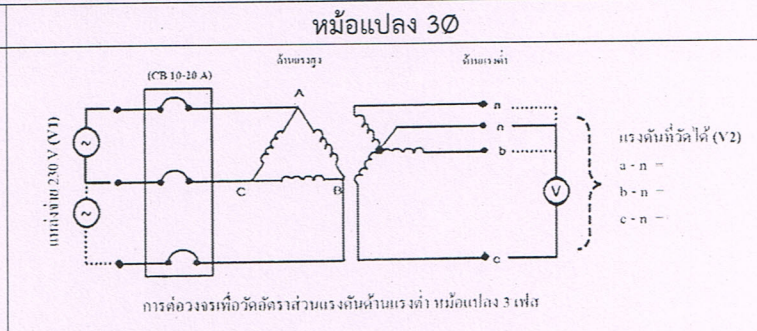 หม้อแปลง 3Ø
ด้านแรงสูง
ด้านแรงต่ำ
(CB 10-20 A)
A
a
n
b
แหล่งจ่าย 230 V (V1)
~
~
C
B
V
c
แรงดันที่วัดได้ (V2)
a - n =
b - n =
c - n =
การต่อวงจรเพื่อวัดอัตราส่วนแรงดันด้านแรงต่ำ หม้อแปลง 3 เฟส